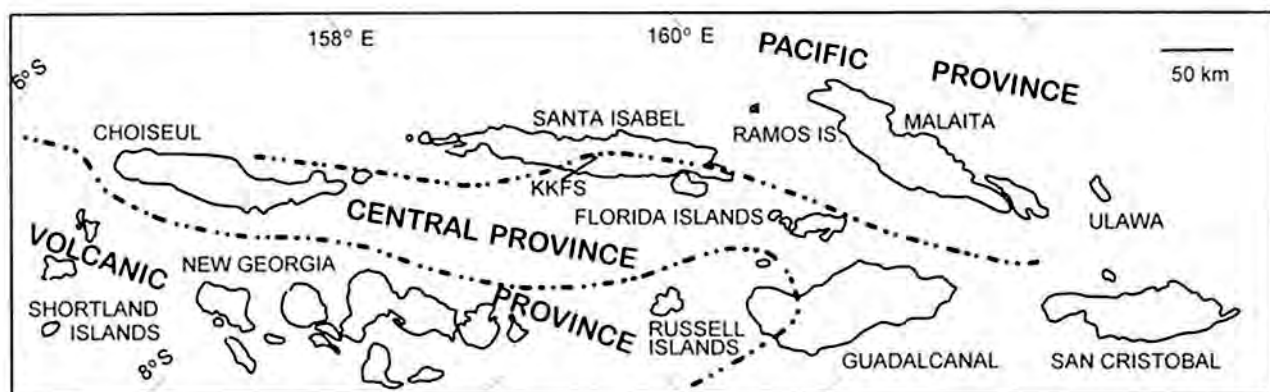 158° E
160° E
6°S
PACIFIC PROVINCE
50 km
CHOISEUL
SANTA ISABEL
RAMOS IS.
MALAITA
KKFS
ULAWA
CENTRAL PROVINCE
FLORIDA ISLANDS
VOLCANIC PROVINCE
NEW GEORGIA
SHORTLAND
ISLANDS
RUSSELL
ISLANDS
GUADALCANAL
SAN CRISTOBAL
8°S